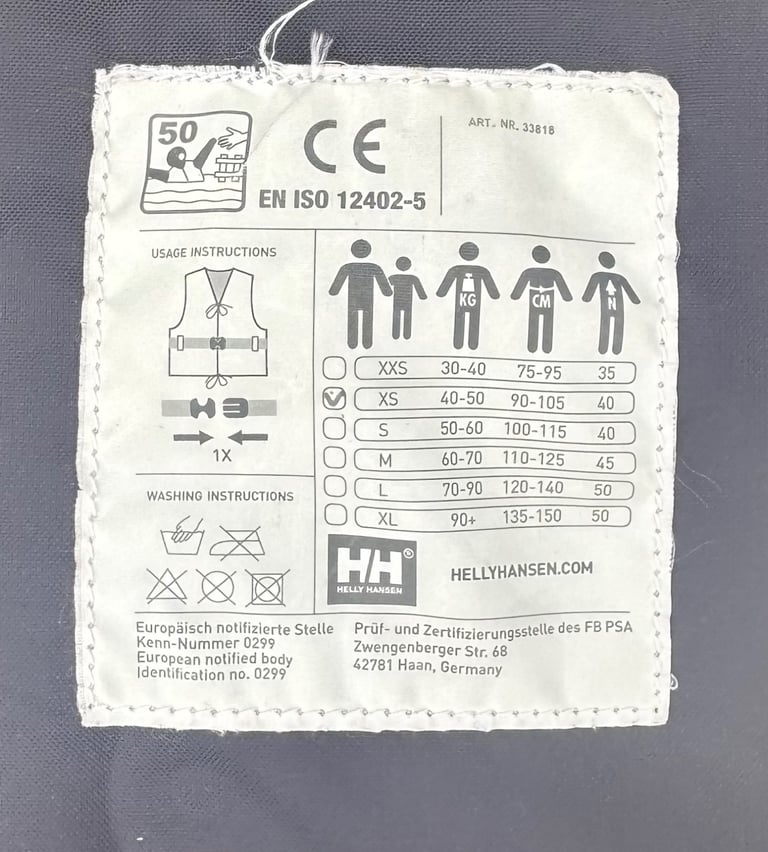 50
CE
EN ISO 12402-5
ART. NR. 33818
USAGE INSTRUCTIONS
1X
WASHING INSTRUCTIONS
KG CM N
XXS 30-40 75-95 35
XS 40-50 90-105 40
S 50-60 100-115 40
M 60-70 110-125 45
L 70-90 120-140 50
XL 90+ 135-150 50
HH®
HELLY HANSEN
HELLYHANSEN.COM
Europäisch notifizierte Stelle
Kenn-Nummer 0299
European notified body
Identification no. 0299
Prüf- und Zertifizierungsstelle des FB PSA
Zwengenberger Str. 68
42781 Haan, Germany